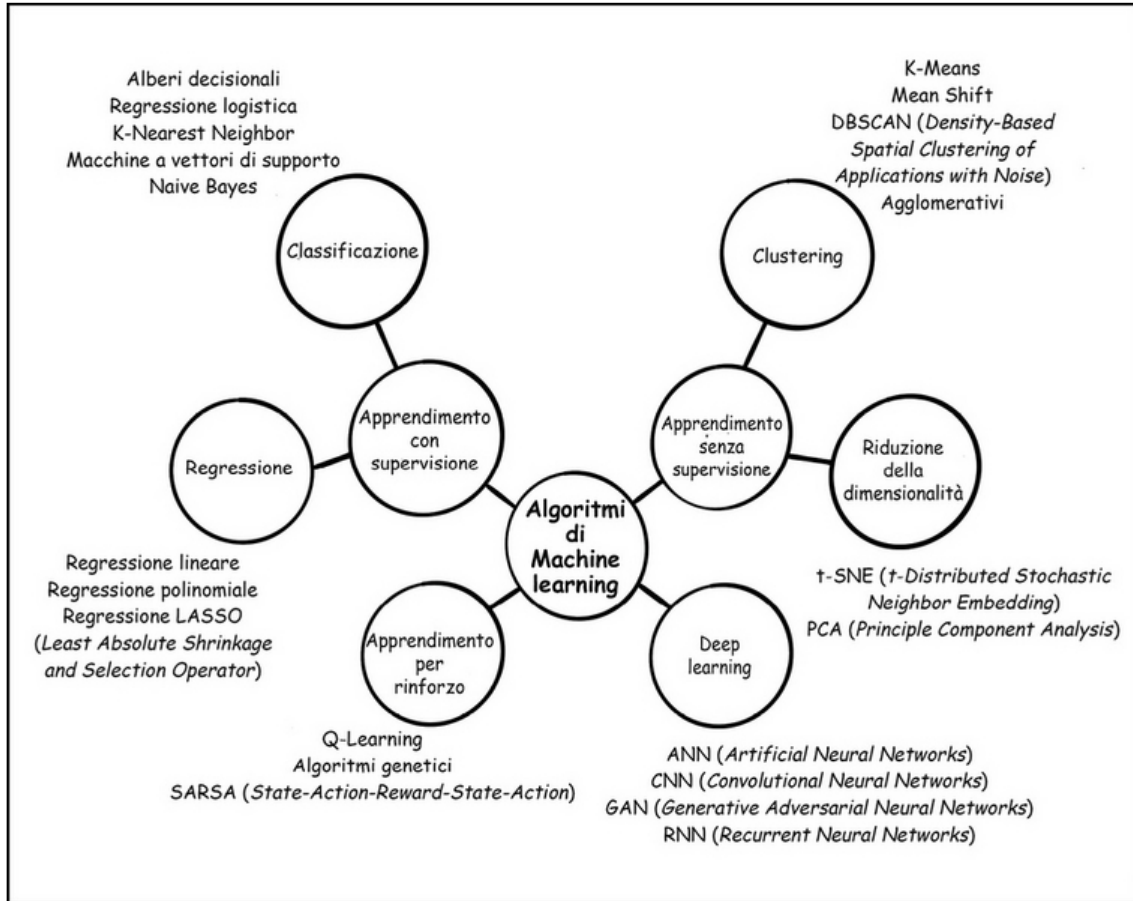 Alberi decisionali
Regressione logistica
K-Nearest Neighbor
Macchine a vettori di supporto
Naive Bayes
Classificazione
K-Means
Mean Shift
DBSCAN (Density-Based
Spatial Clustering of
Applications with Noise)
Agglomerativi
Clustering
Apprendimento
con
supervisione
Regressione
Regressione lineare
Regressione polinomiale
Regressione LASSO
(Least Absolute Shrinkage
and Selection Operator)
Apprendimento
senza
supervisione
Riduzione
della
dimensionalità
t-SNE (t-Distributed Stochastic
Neighbor Embedding)
PCA (Principle Component Analysis)
Algoritmi
di
Machine
learning
Apprendimento
per
rinforzo
Q-Learning
Algoritmi genetici
SARSA (State-Action-Reward-State-Action)
Deep
learning
ANN (Artificial Neural Networks)
CNN (Convolutional Neural Networks)
GAN (Generative Adversarial Neural Networks)
RNN (Recurrent Neural Networks)